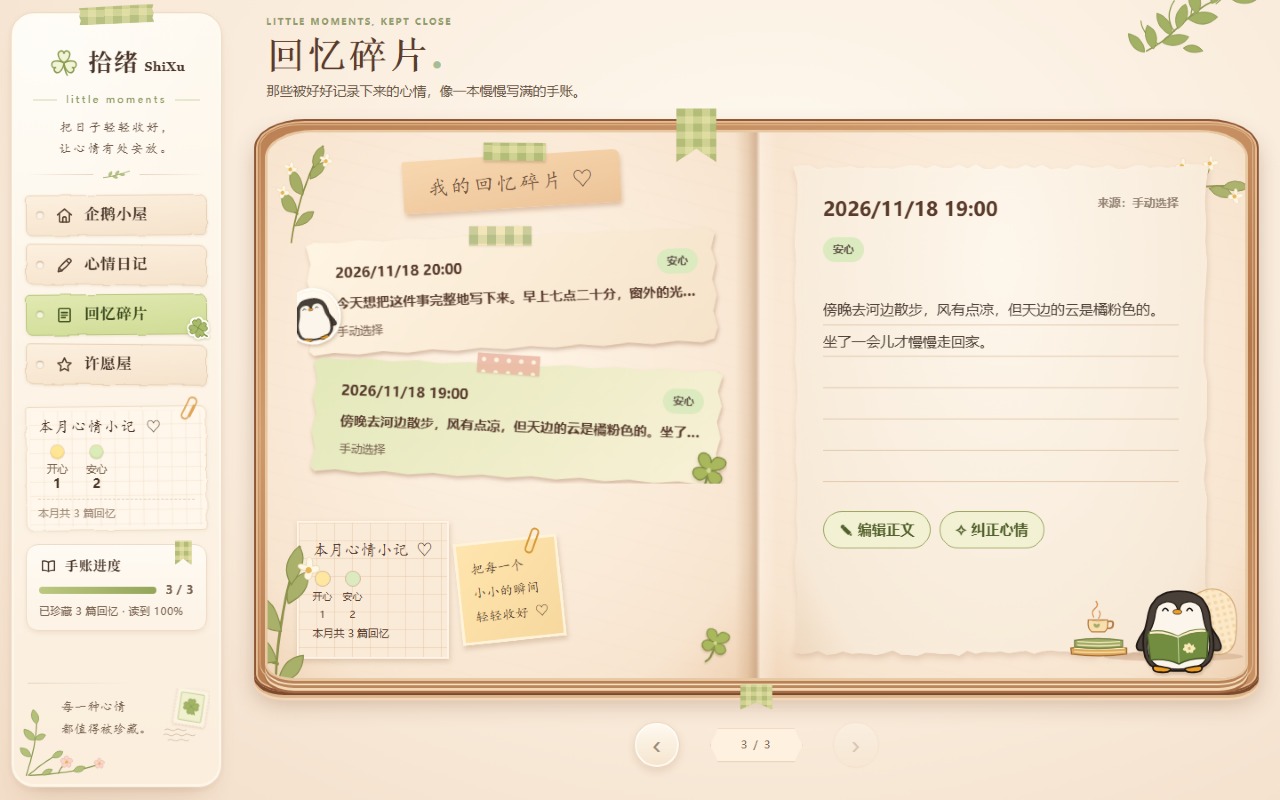 拾绪 ShiXu
little moments
把日子轻轻收好，
让心情有处安放。
企鹅小屋
心情日记
回忆碎片
许愿屋
本月心情小记 ♡
开心 安心
1 2
本月共 3 篇回忆
手账进度
3 / 3
已珍藏 3 篇回忆 · 读到 100%
每一种心情
都值得被珍藏。
LITTLE MOMENTS, KEPT CLOSE
回忆碎片。
那些被好好记录下来的心情，像一本慢慢写满的手账。
我的回忆碎片 ♡
2026/11/18 20:00
安心
今天想把这件事完整地写下来。早上七点二十分，窗外的光…
手动选择
2026/11/18 19:00
安心
傍晚去河边散步，风有点凉，但天边的云是橘粉色的。坐了…
手动选择
本月心情小记 ♡
开心 安心
1 2
本月共 3 篇回忆
把每一个
小小的瞬间
轻轻收好 ♡
2026/11/18 19:00
来源：手动选择
安心
傍晚去河边散步，风有点凉，但天边的云是橘粉色的。
坐了一会儿才慢慢走回家。
编辑正文
纠正心情
3 / 3